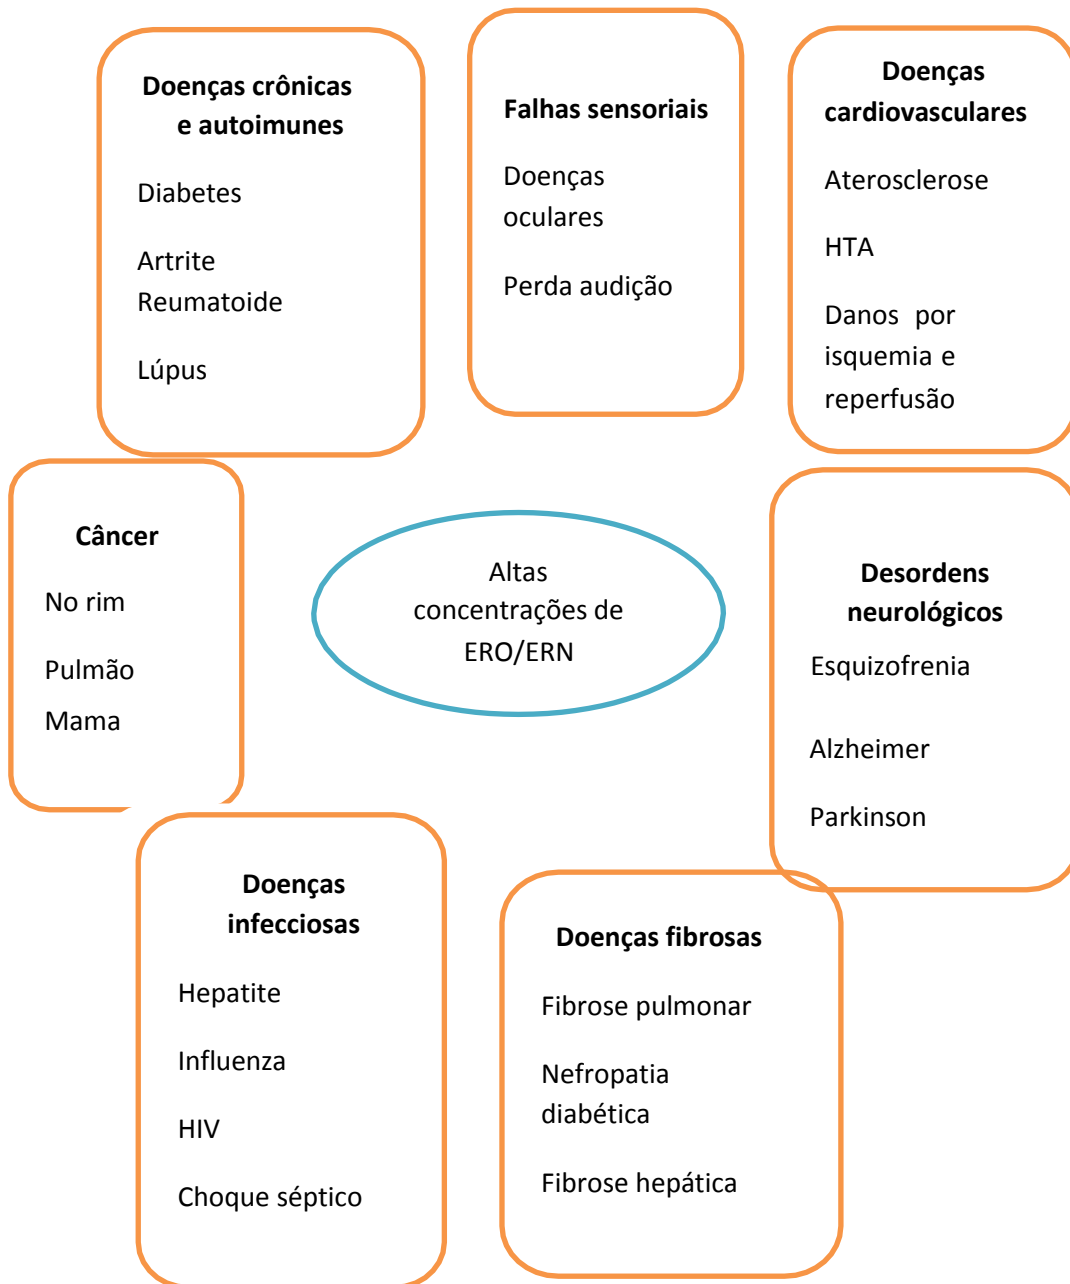 Doenças crônicas
e autoimunes
Diabetes
Artrite
Reumatoide
Lúpus
Falhas sensoriais
Doenças
oculares
Perda audição
Doenças
cardiovasculares
Aterosclerose
HTA
Danos por
isquemia e
reperfusão
Câncer
No rim
Pulmão
Mama
Altas
concentrações de
ERO/ERN
Desordens
neurológicos
Esquizofrenia
Alzheimer
Parkinson
Doenças
infecciosas
Hepatite
Influenza
HIV
Choque séptico
Doenças fibrosas
Fibrose pulmonar
Nefropatia
diabética
Fibrose hepática